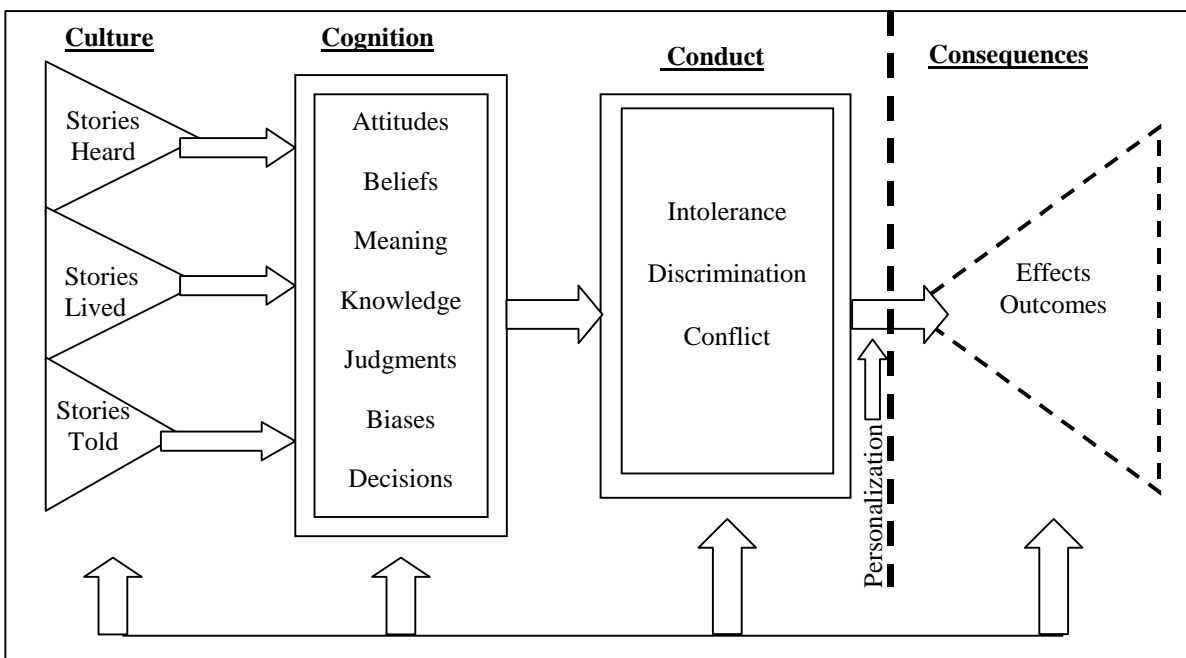 Culture
Cognition
Conduct
Consequences
Stories
Heard
Stories
Lived
Stories
Told
Attitudes
Beliefs
Meaning
Knowledge
Judgments
Biases
Decisions
Intolerance
Discrimination
Conflict
Personalization
Effects
Outcomes